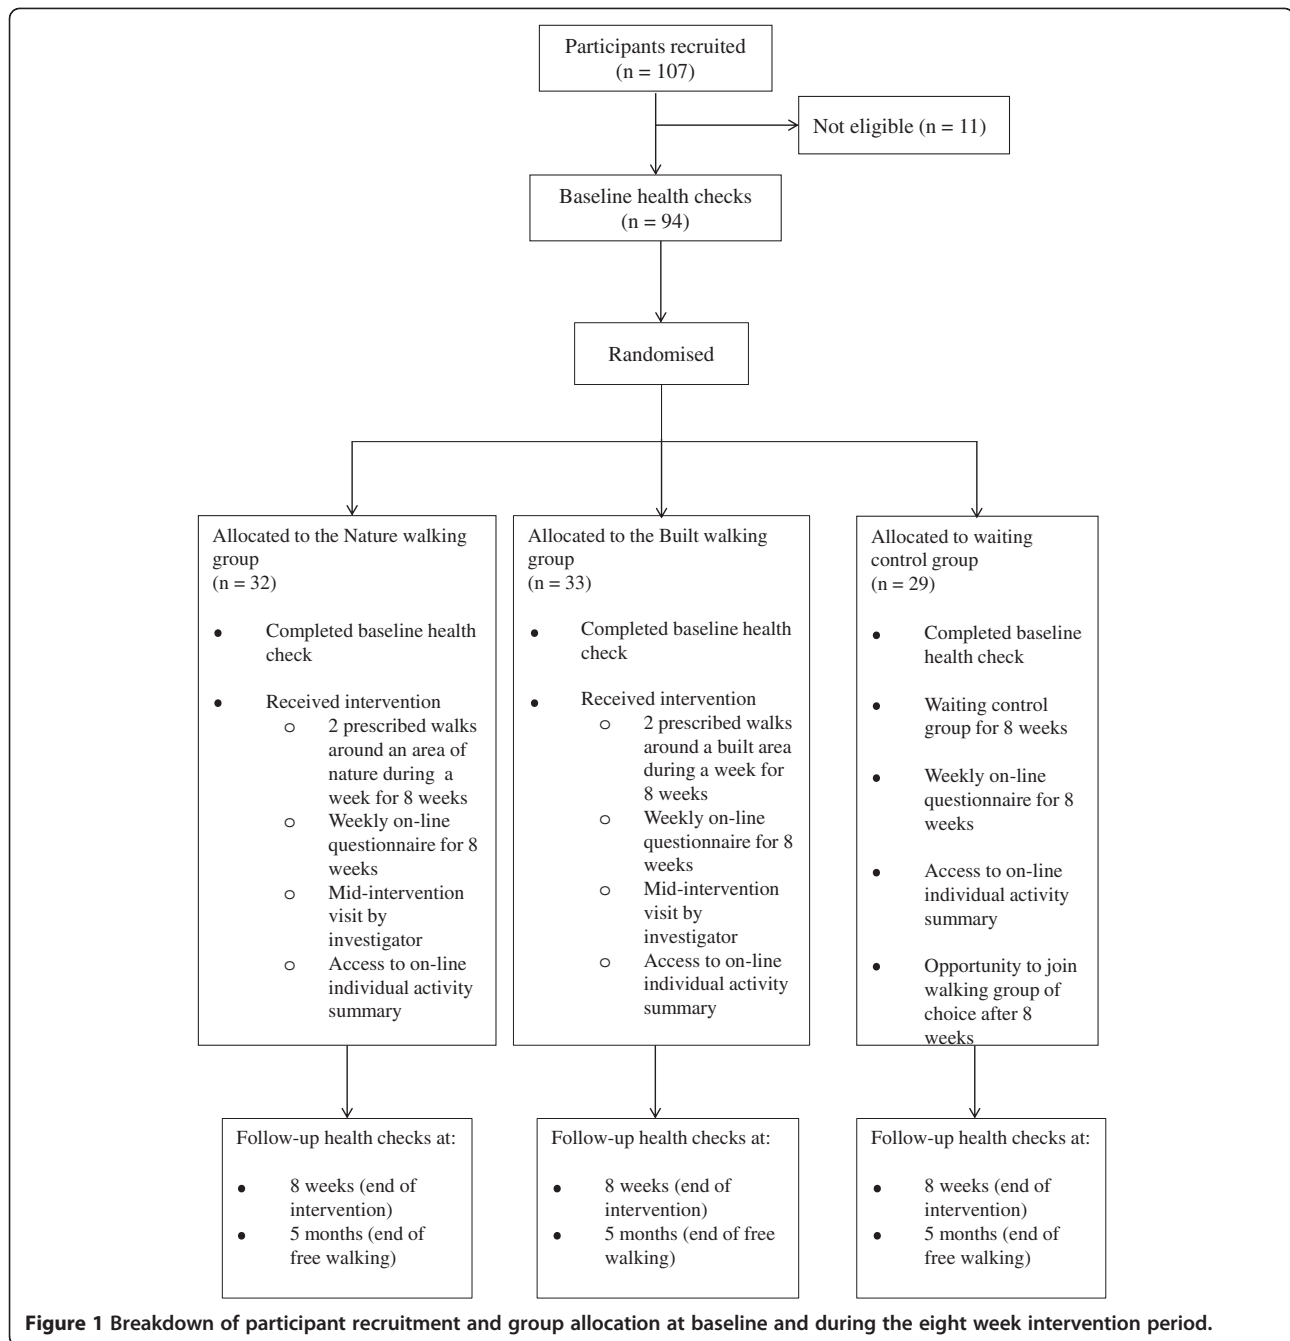 Participants recruited
(n = 107)
Not eligible (n = 11)
Baseline health checks
(n = 94)
Randomised
Allocated to the Nature walking
group
(n = 32)
• Completed baseline health
check
• Received intervention
o 2 prescribed walks
around an area of
nature during a
week for 8 weeks
o Weekly on-line
questionnaire for 8
weeks
o Mid-intervention
visit by
investigator
o Access to on-line
individual activity
summary
Allocated to the Built walking
group
(n = 33)
• Completed baseline health
check
• Received intervention
o 2 prescribed walks
around a built area
during a week for
8 weeks
o Weekly on-line
questionnaire for 8
weeks
o Mid-intervention
visit by
investigator
o Access to on-line
individual activity
summary
Allocated to waiting
control group
(n = 29)
• Completed baseline
health check
• Waiting control
group for 8 weeks
• Weekly on-line
questionnaire for 8
weeks
• Access to on-line
individual activity
summary
• Opportunity to join
walking group of
choice after 8
weeks
Follow-up health checks at:
• 8 weeks (end of
intervention)
• 5 months (end of
free walking)
Follow-up health checks at:
• 8 weeks (end of
intervention)
• 5 months (end of free
walking)
Follow-up health checks at:
• 8 weeks (end of
intervention)
• 5 months (end of
free walking)
Figure 1 Breakdown of participant recruitment and group allocation at baseline and during the eight week intervention period.